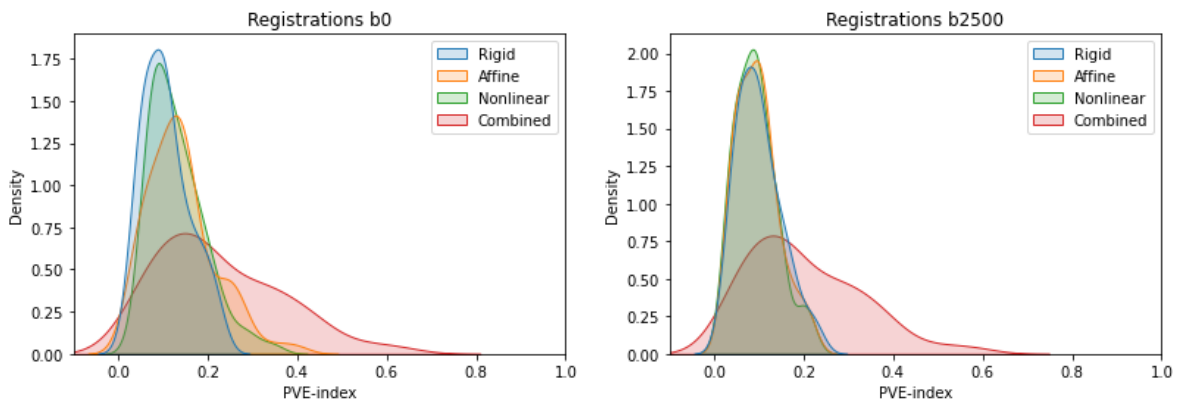 Registrations b0
Density
1.75
1.50
1.25
1.00
0.75
0.50
0.25
0.00
0.0 0.2 0.4 0.6 0.8 1.0
PVE-index
Rigid
Affine
Nonlinear
Combined
Registrations b2500
Density
2.00
1.75
1.50
1.25
1.00
0.75
0.50
0.25
0.00
0.0 0.2 0.4 0.6 0.8 1.0
PVE-index
Rigid
Affine
Nonlinear
Combined